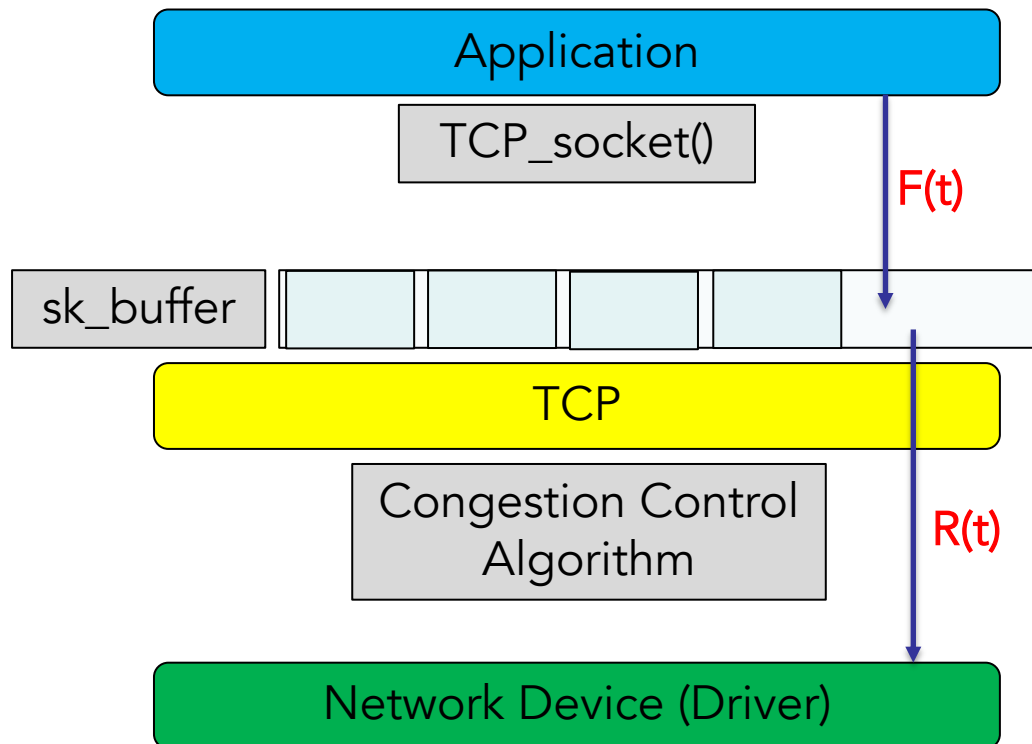 Application
TCP_socket()
F(t)
sk_buffer
TCP
Congestion Control
Algorithm
R(t)
Network Device (Driver)